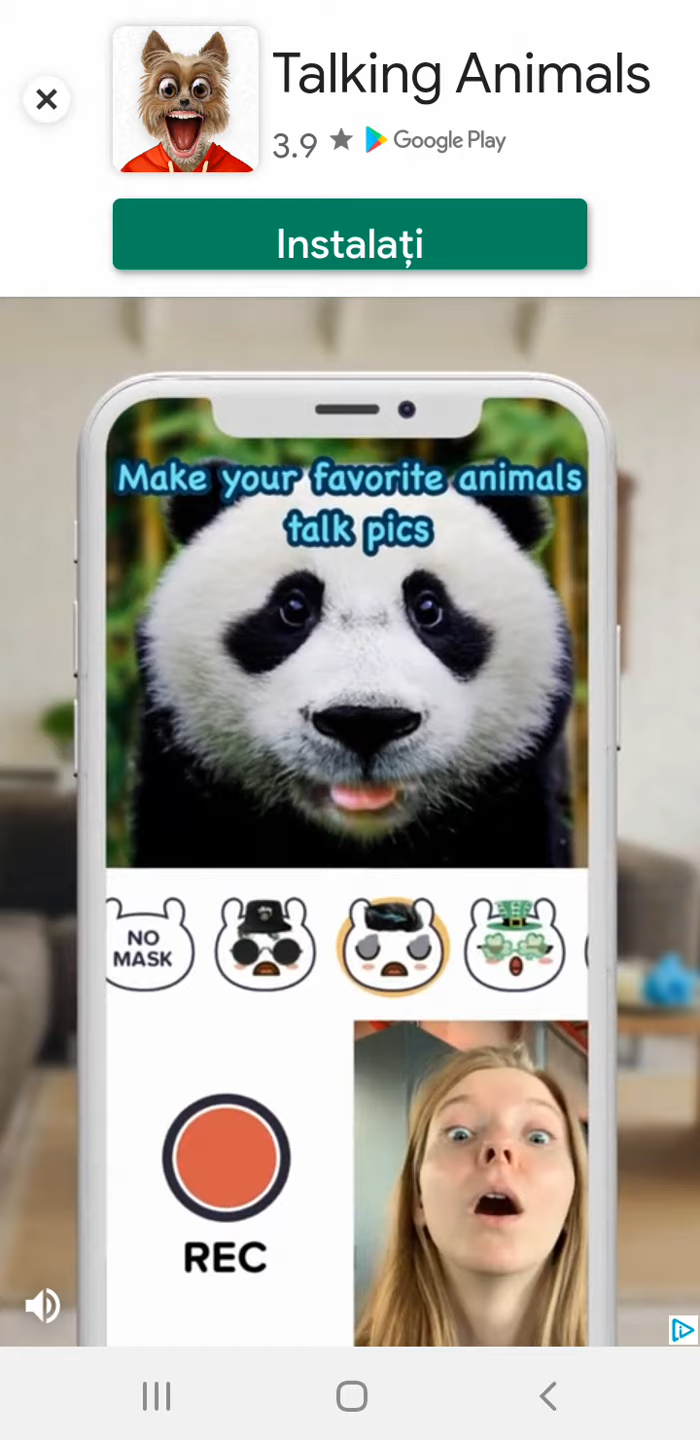 Talking Animals
3.9 ★ Google Play
Instalați
Make your favorite animals
talk pics
NO
MASK
REC